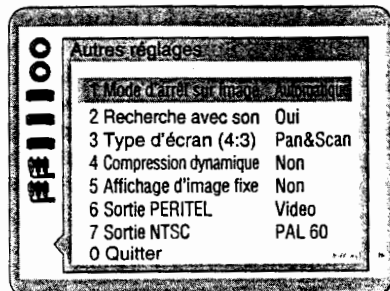 Autres réglages
1 Mode d'arrêt sur image Automatique
2 Recherche avec son Oui
3 Type d'écran (4:3) Pan&Scan
4 Compression dynamique Non
5 Affichage d'image fixe Non
6 Sortie PERITEL Video
7 Sortie NTSC PAL 60
0 Quitter